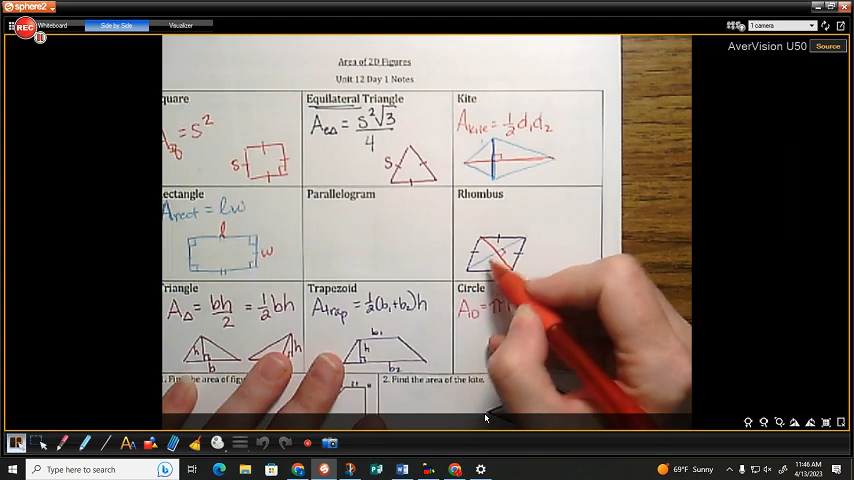 sphere2
REC
Whiteboard
Side by Side
Visualizer
1 camera
AverVision U50
Source
Area of 2D Figures
Unit 12 Day 1 Notes
quare
Equilateral Triangle
Kite
= s²
A = s²√3
4
A kite = ½d₁d₂
s
s
ectangle
Parallelogram
Rhombus
Arect = lw
l
w
riangle
Trapezoid
Circle
A△ = bh = ½bh
2
Atrap = ½(b₁+b₂)h
A⊙ = π
h
b
h
b₁
h
b₂
2. Find the area of the kite.
Type here to search
69°F Sunny
11:46 AM
4/13/2023